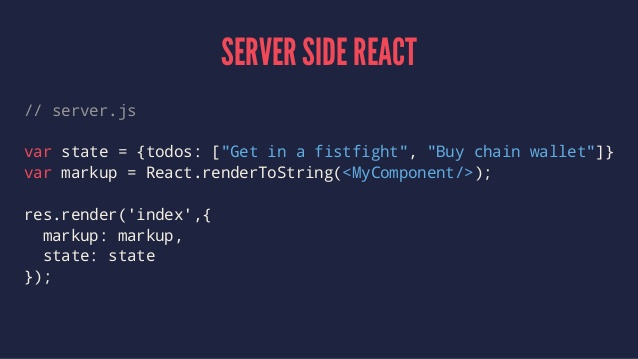 SERVER SIDE REACT
// server.js
var state = {todos: ["Get in a fistfight", "Buy chain wallet"]}
var markup = React.renderToString(<MyComponent/>);
res.render('index',{
  markup: markup,
  state: state
});